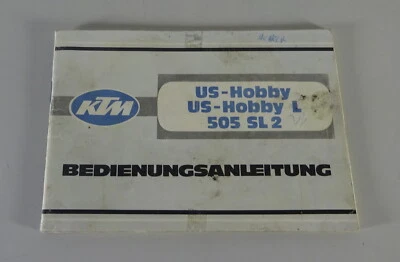 KTM
US-Hobby
US-Hobby L
505 SL 2
BEDIENUNGSANLEITUNG